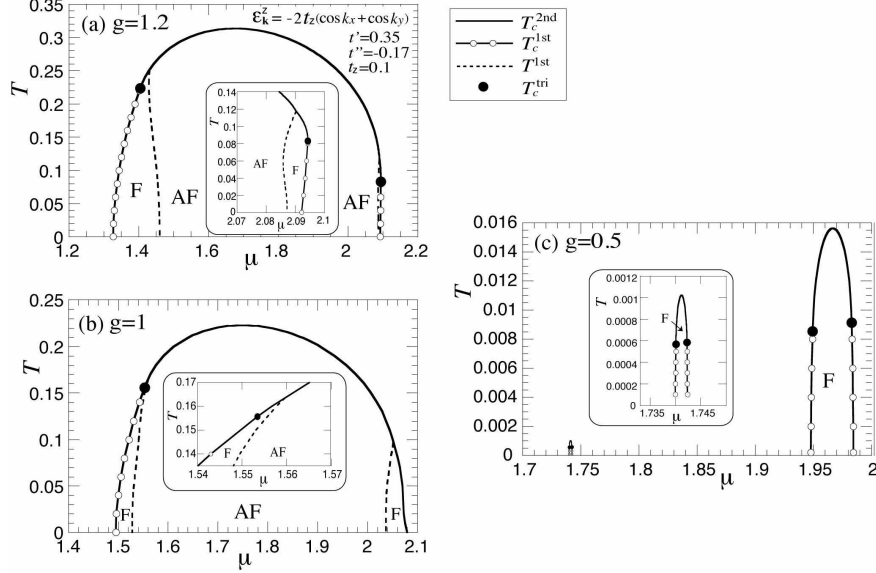 (a) g=1.2
ε_k^z = -2t_z(cos k_x+cos k_y)
t'=0.35
t''=-0.17
t_z=0.1
T
0.35
0.3
0.25
0.2
0.15
0.1
0.05
0
F
AF
AF
1.2 1.4 1.6 1.8 2 2.2
μ
0.14
0.12
0.1
0.08
0.06
0.04
0.02
0
T
AF
F
2.07 2.08 2.09 2.1
μ
T_c^2nd
T_c^1st
T^1st
T_c^tri
(b) g=1
T
0.25
0.2
0.15
0.1
0.05
0
F
AF
F
1.4 1.5 1.6 1.7 1.8 1.9 2 2.1
μ
0.17
0.16
0.15
0.14
T
F
AF
1.54 1.55 1.56 1.57
μ
(c) g=0.5
T
0.016
0.014
0.012
0.01
0.008
0.006
0.004
0.002
0
F
1.7 1.75 1.8 1.85 1.9 1.95 2
μ
0.0012
0.001
0.0008
0.0006
0.0004
0.0002
0
T
F
1.735 1.745
μ